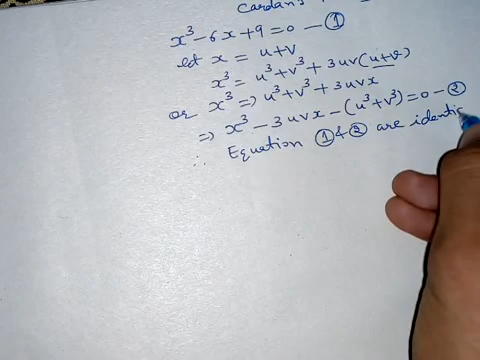 Cardan's
x³ - 6x + 9 = 0 — ①
let x = u + v
x³ = u³ + v³ + 3uv(u+v)
or x³ ⇒ u³ + v³ + 3uvx
⇒ x³ - 3uvx - (u³ + v³) = 0 - ②
∴ Equation ① & ② are identic